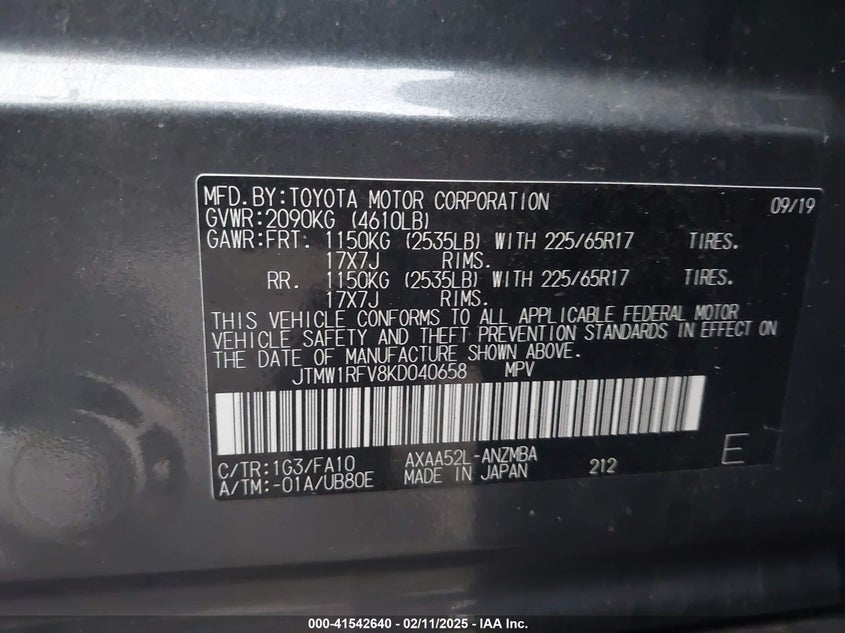 MFD.BY:TOYOTA MOTOR CORPORATION 09/19
GVWR:2090KG (4610LB)
GAWR:FRT. 1150KG (2535LB) WITH 225/65R17 TIRES.
17X7J RIMS.
RR. 1150KG (2535LB) WITH 225/65R17 TIRES.
17X7J RIMS.
THIS VEHICLE CONFORMS TO ALL APPLICABLE FEDERAL MOTOR
VEHICLE SAFETY AND THEFT PREVENTION STANDARDS IN EFFECT ON
THE DATE OF MANUFACTURE SHOWN ABOVE.
JTMW1RFV8KD040658 MPV
C/TR:1G3/FA10 AXAA52L-ANZMBA 212 E
A/TM:-01A/UB80E MADE IN JAPAN
000-41542640 - 02/11/2025 - IAA Inc.